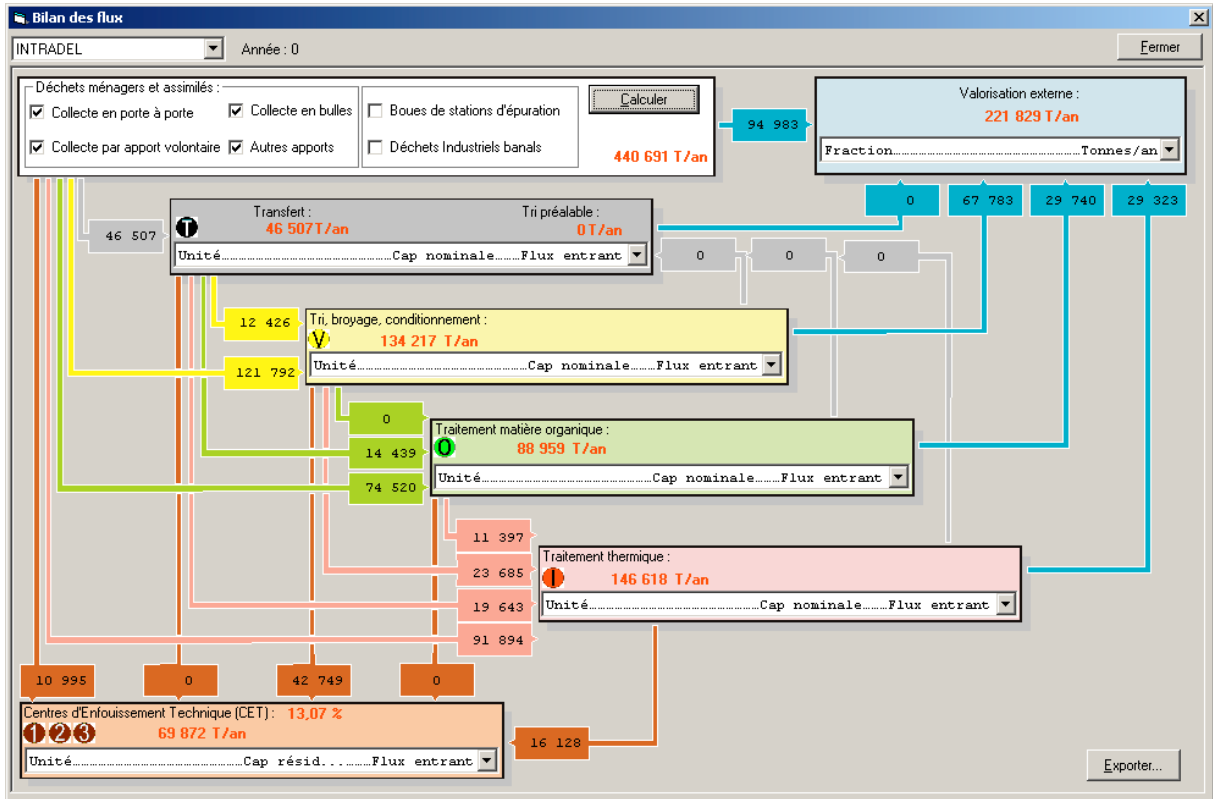 Bilan des flux
INTRADEL
Année : 0
Fermer
Déchets ménagers et assimilés :
Collecte en porte à porte
Collecte en bulles
Boues de stations d'épuration
Calculer
Collecte par apport volontaire
Autres apports
Déchets Industriels banals
440 691 T/an
94 983
Valorisation externe :
221 829 T/an
Fraction...Tonnes/an
0
67 783
29 740
29 323
46 507
T
Transfert :
Tri préalable :
46 507T/an
0T/an
Unité...Cap nominale...Flux entrant
0
0
0
12 426
121 792
Tri, broyage, conditionnement :
V
134 217 T/an
Unité...Cap nominale...Flux entrant
0
14 439
74 520
Traitement matière organique :
O
88 959 T/an
Unité...Cap nominale...Flux entrant
11 397
23 685
19 643
91 894
Traitement thermique :
I
146 618 T/an
Unité...Cap nominale...Flux entrant
10 995
0
42 749
0
Centres d'Enfouissement Technique (CET) : 13,07 %
1 2 3
69 872 T/an
Unité...Cap résid...Flux entrant
16 128
Exporter...